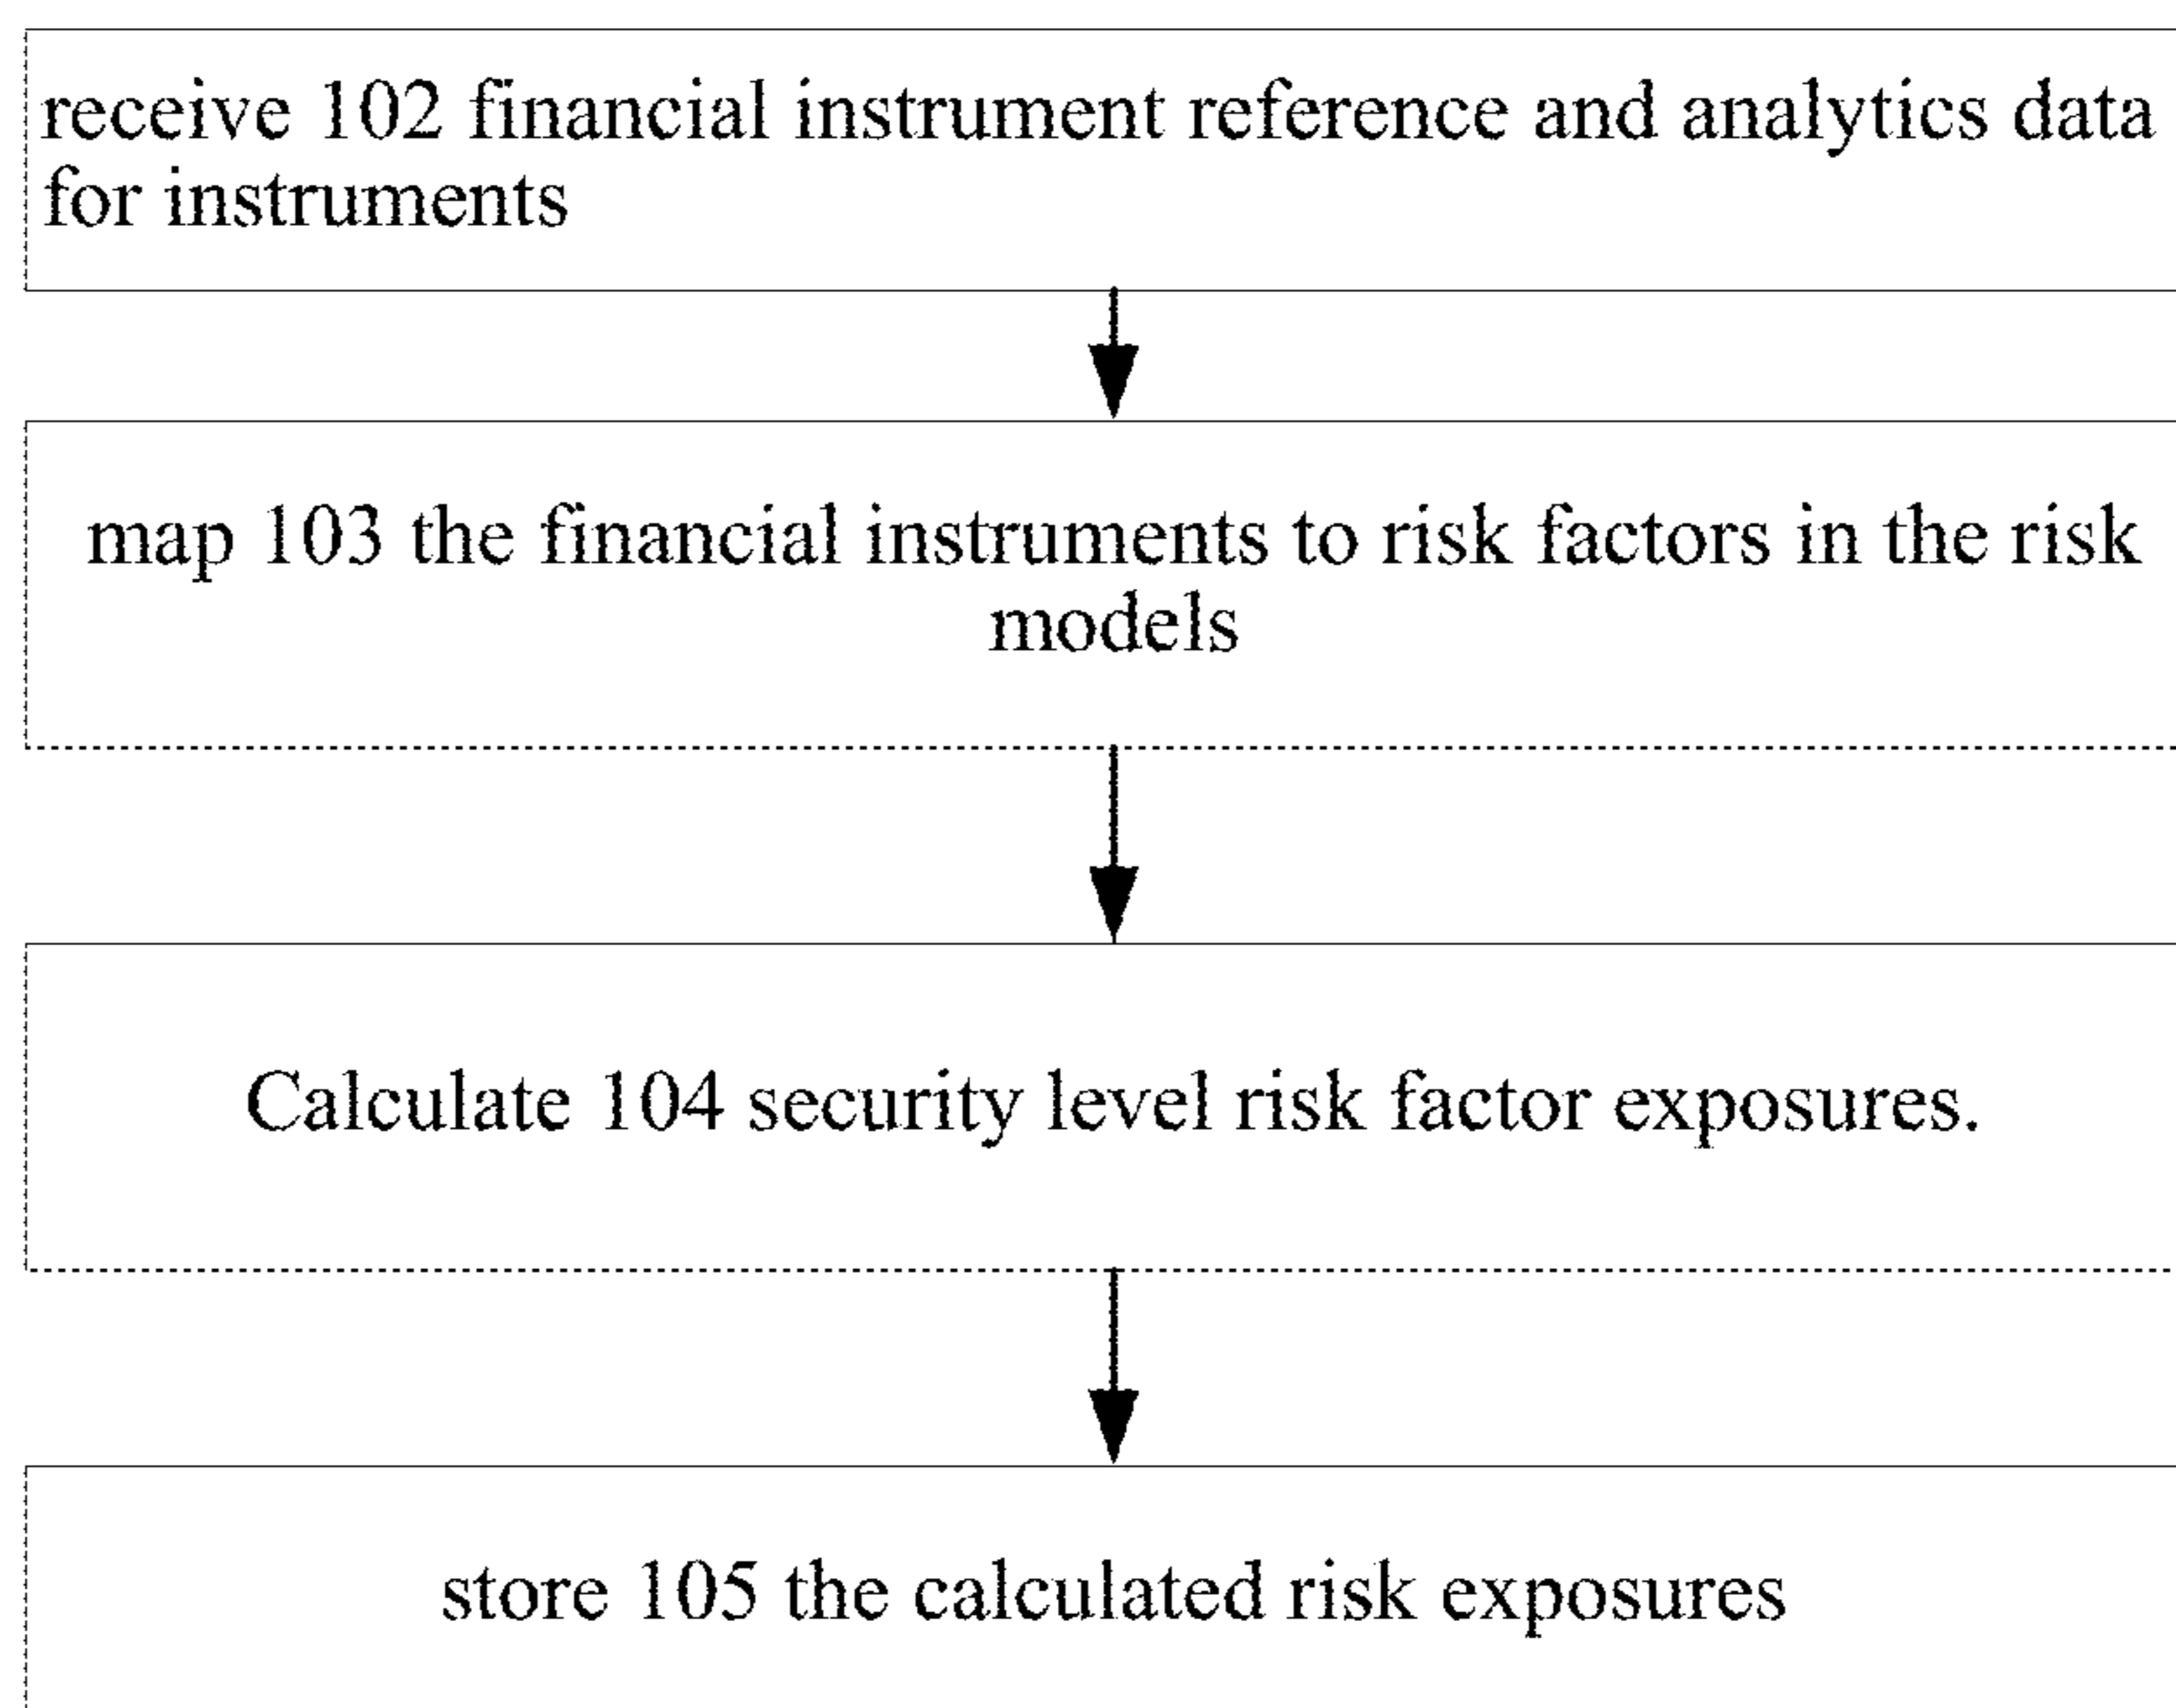 receive 102 financial instrument reference and analytics data
for instruments
map 103 the financial instruments to risk factors in the risk
models
Calculate 104 security level risk factor exposures.
store 105 the calculated risk exposures